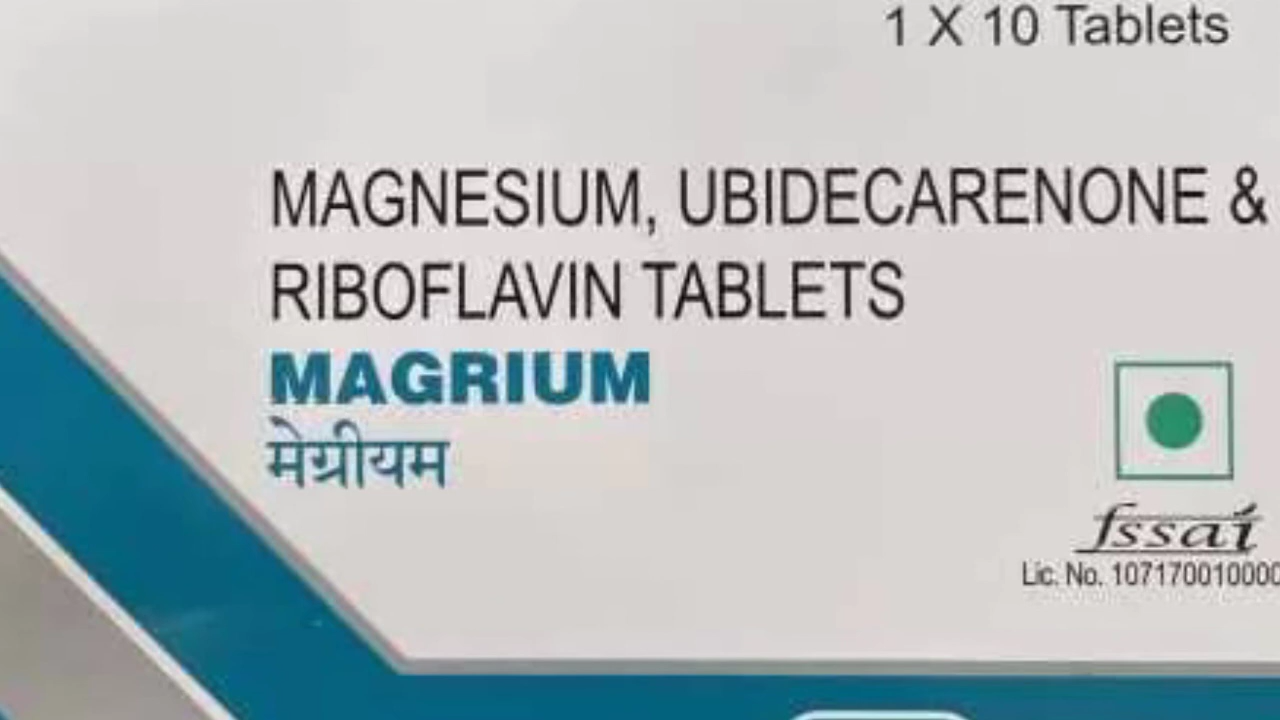 1 X 10 Tablets
MAGNESIUM, UBIDECARENONE &
RIBOFLAVIN TABLETS
MAGRIUM
मेग्रीयम
fssai
Lic. No. 107170010000